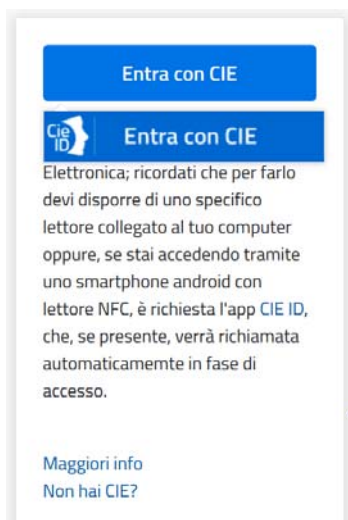 Entra con CIE
Cie ID Entra con CIE
Elettronica; ricordati che per farlo
devi disporre di uno specifico
lettore collegato al tuo computer
oppure, se stai accedendo tramite
uno smartphone android con
lettore NFC, è richiesta l'app CIE ID,
che, se presente, verrà richiamata
automaticamemte in fase di
accesso.
Maggiori info
Non hai CIE?